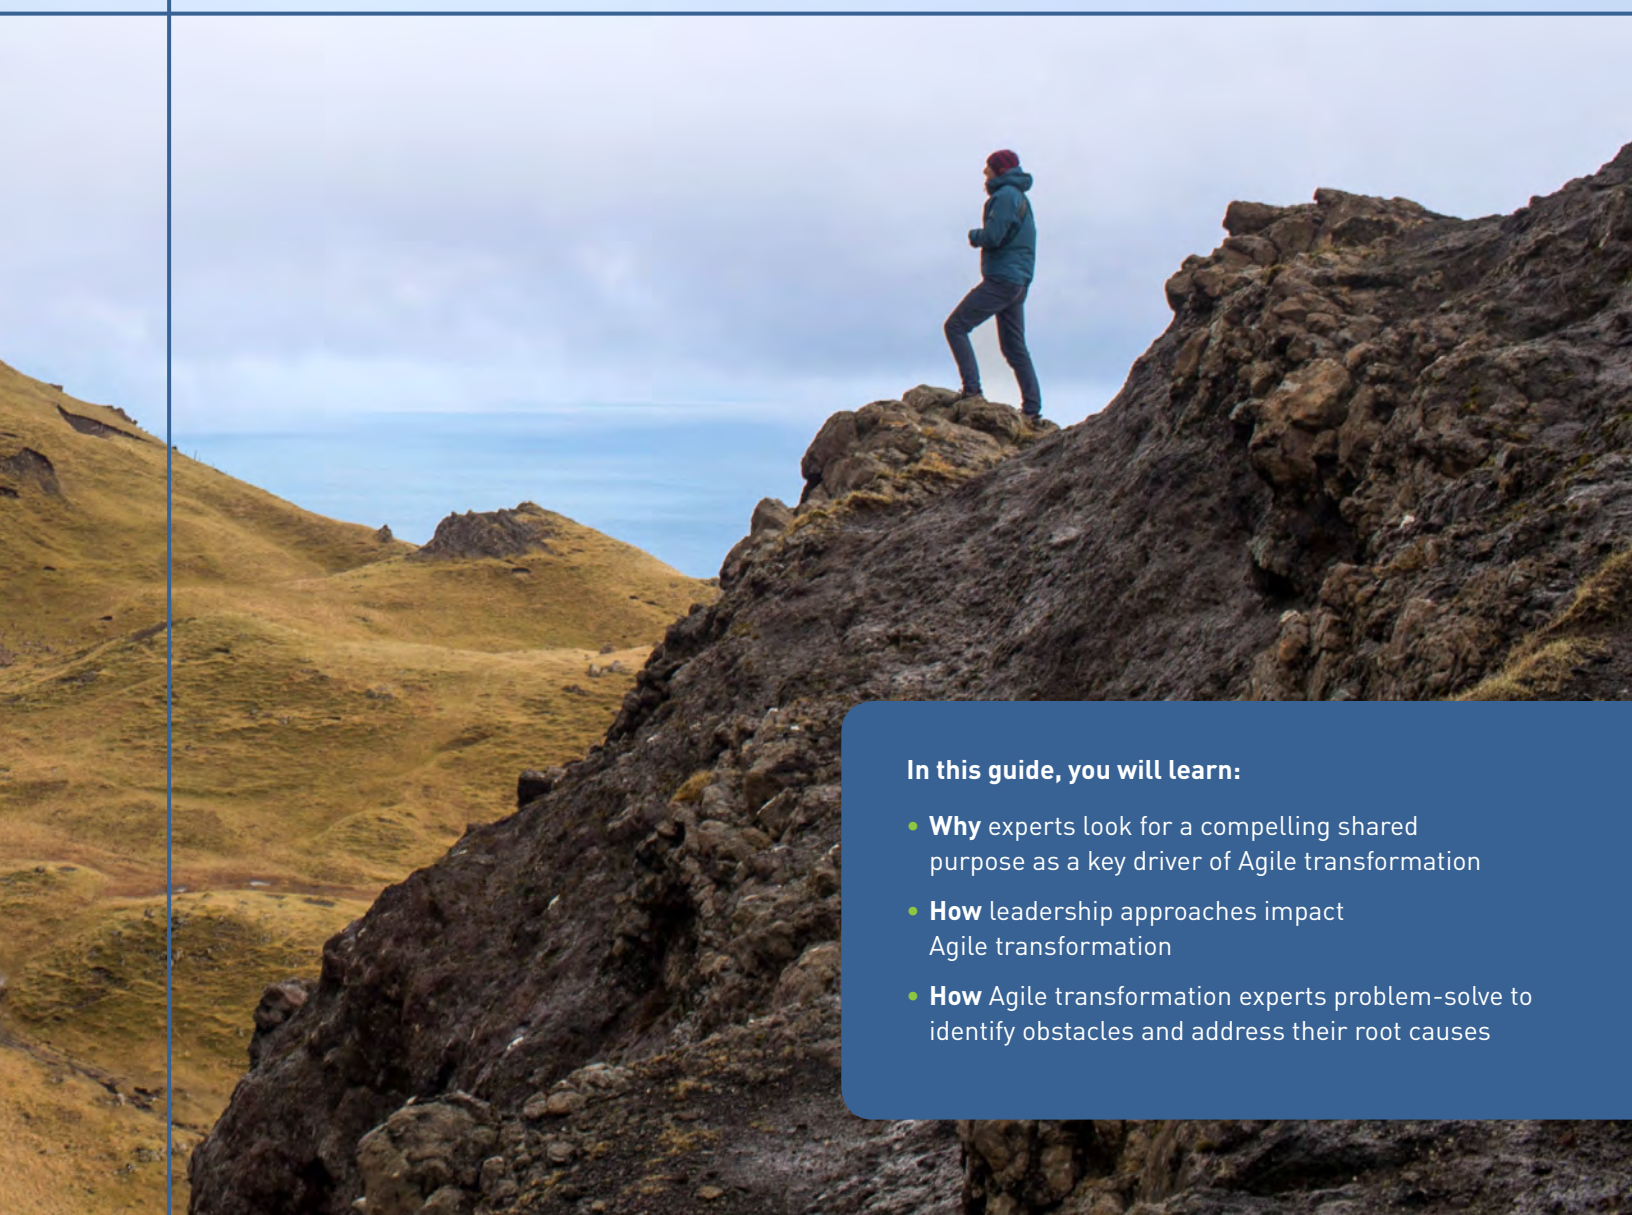 In this guide, you will learn:
• Why experts look for a compelling shared
purpose as a key driver of Agile transformation
• How leadership approaches impact
Agile transformation
• How Agile transformation experts problem-solve to
identify obstacles and address their root causes